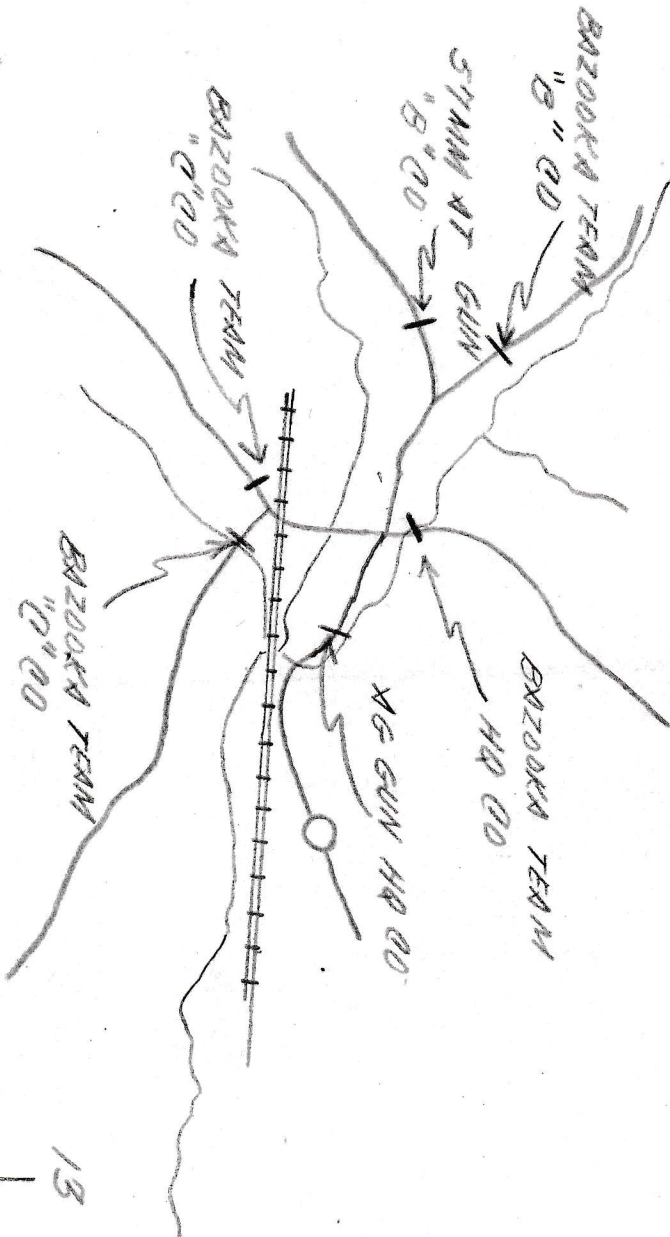 BAZOOKA TEAM
"B" CO
BAZOOKA TEAM
HQ CO
57MM AT GUN
"B" CO
AG GUN HQ CO
BAZOOKA TEAM
"C" CO
BAZOOKA TEAM
"C" CO
13